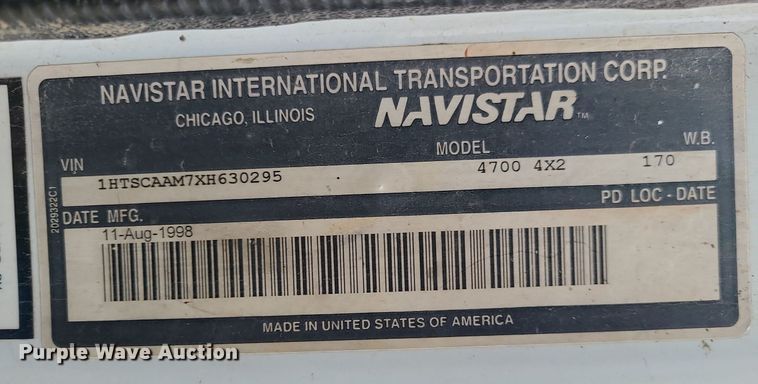 NAVISTAR INTERNATIONAL TRANSPORTATION CORP.
CHICAGO, ILLINOIS NAVISTAR TM
VIN MODEL W.B.
1HTSCAAM7XH630295 4700 4X2 170
DATE MFG. PD LOC - DATE
11-Aug-1998
MADE IN UNITED STATES OF AMERICA
2029322C1
Purple Wave Auction